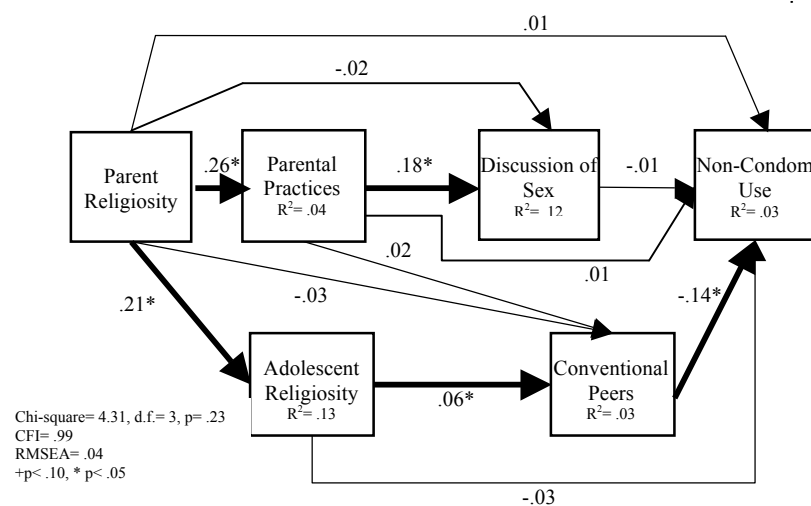 .01
-.02
Parent
Religiosity
.26*
Parental
Practices
R²= .04
.18*
Discussion of
Sex
R²= .12
-.01
Non-Condom
Use
R²= .03
.02
.01
.21*
-.03
-.14*
Adolescent
Religiosity
R²= .13
.06*
Conventional
Peers
R²= .03
Chi-square= 4.31, d.f.= 3, p= .23
CFI= .99
RMSEA= .04
+p< .10, * p< .05
-.03